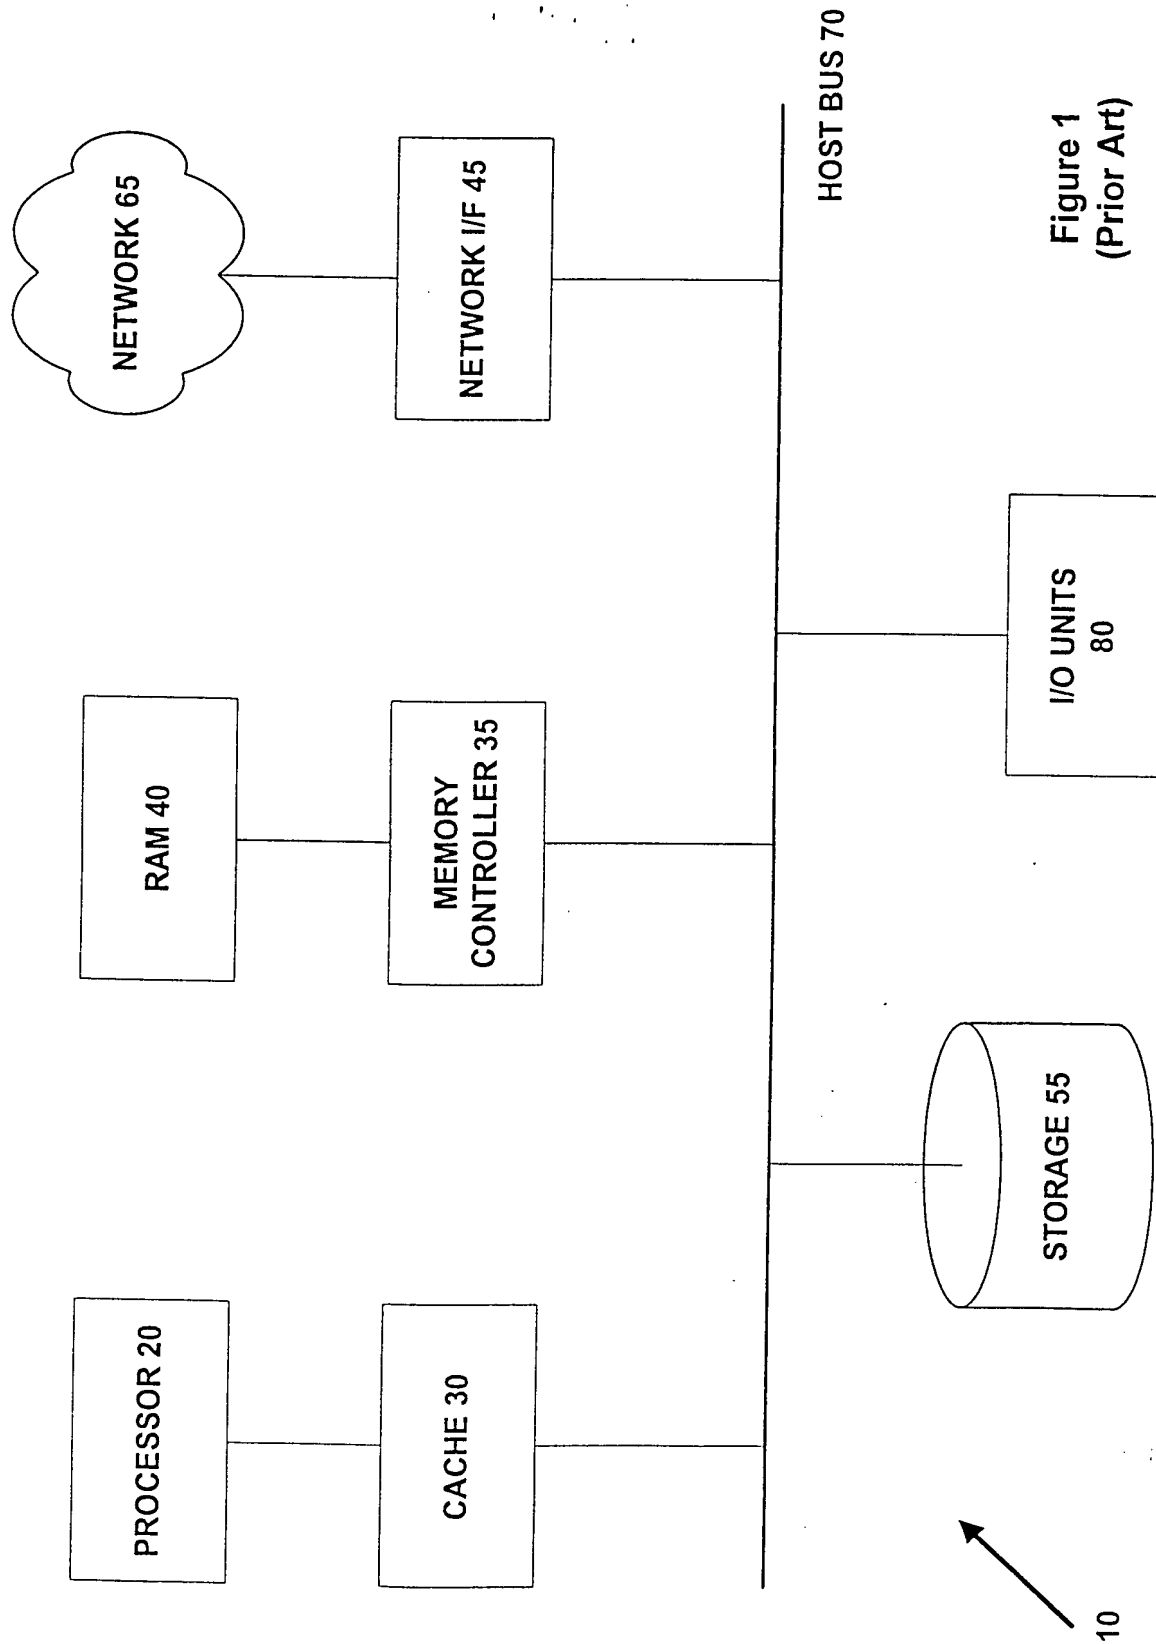 PROCESSOR 20
RAM 40
NETWORK 65
CACHE 30
MEMORY
CONTROLLER 35
NETWORK I/F 45
HOST BUS 70
STORAGE 55
I/O UNITS
80
10
Figure 1
(Prior Art)